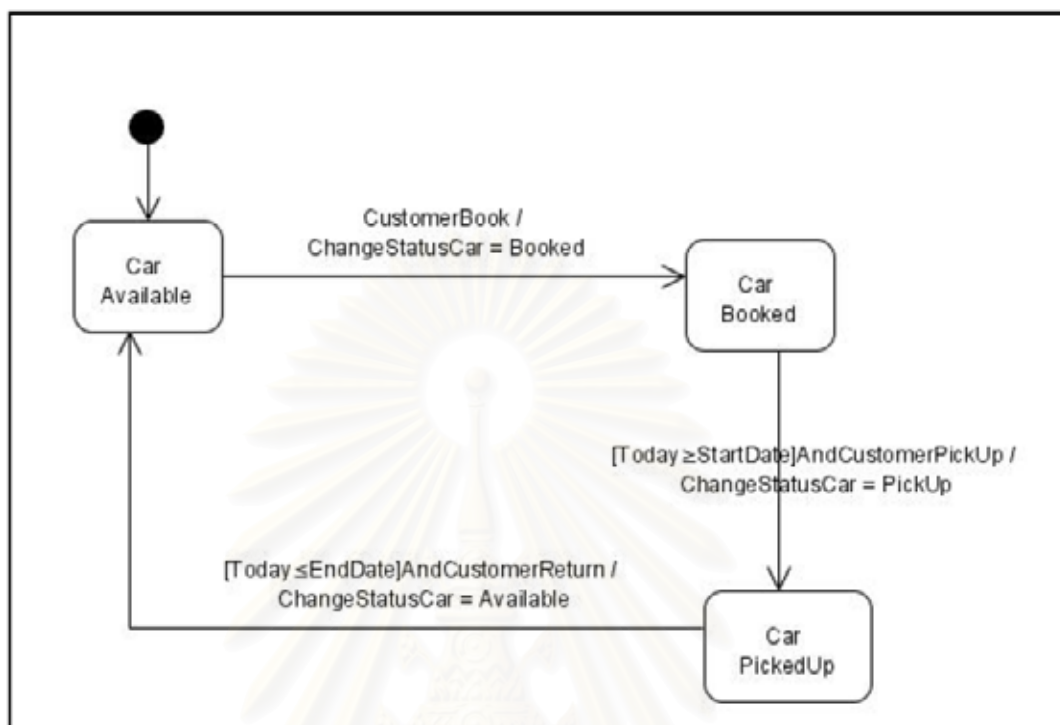 CustomerBook /
ChangeStatusCar = Booked
Car
Available
Car
Booked
[Today ≥StartDate]AndCustomerPickUp /
ChangeStatusCar = PickUp
[Today ≤EndDate]AndCustomerReturn /
ChangeStatusCar = Available
Car
PickedUp